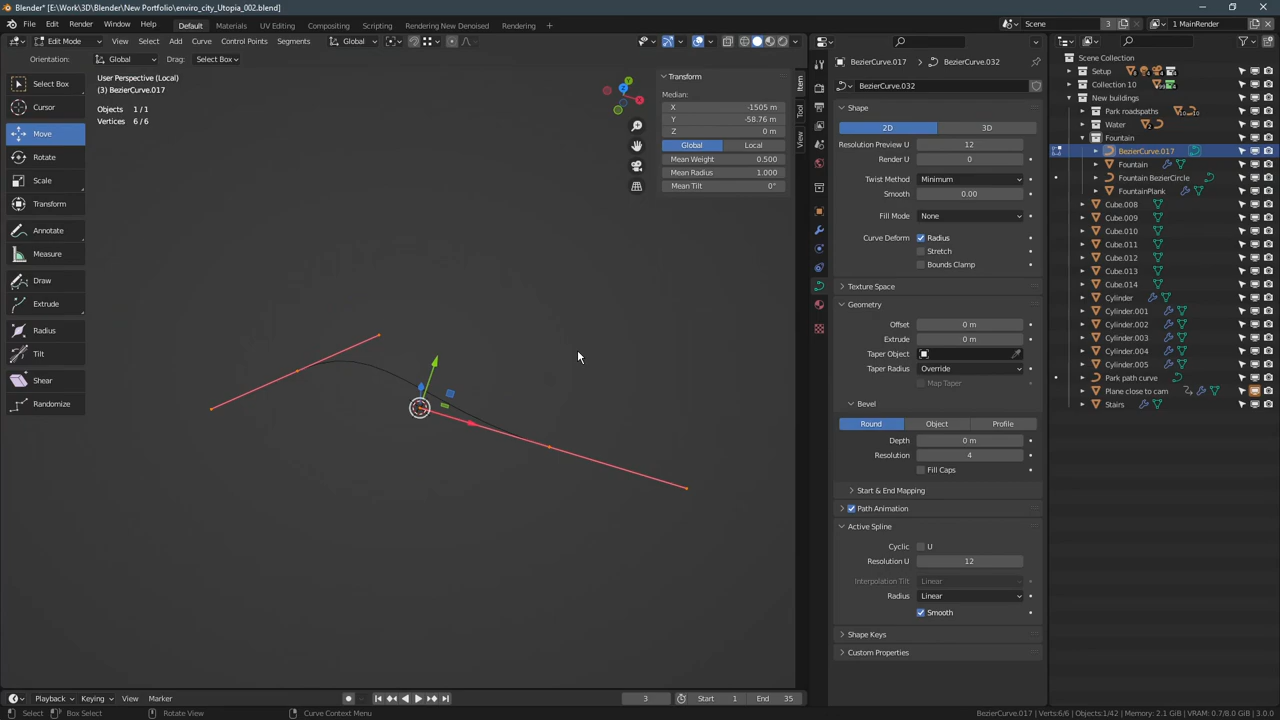 Blender* [E:\Work\3D\New Portfolio\enviro_city_Utopia_002.blend]
File Edit Render Window Help Default Materials UV Editing Compositing Scripting Rendering New Denoised Rendering + Scene 3 1 MainRender
Edit Mode View Select Add Curve Control Points Segments Global
Orientation: Global Drag: Select Box
Select Box
Cursor
Move
Rotate
Scale
Transform
Annotate
Measure
Draw
Extrude
Radius
Tilt
Shear
Randomize
User Perspective (Local)
(3) BezierCurve.017
Objects 1/1
Vertices 6/6
Y
Z
X
Transform
Median:
X -1505 m
Y -58.76 m
Z 0 m
Global Local
Mean Weight 0.500
Mean Radius 1.000
Mean Tilt 0°
Item
Tool
View
BezierCurve.017 BezierCurve.032
BezierCurve.032
Shape
2D 3D
Resolution Preview U 12
Render U 0
Twist Method Minimum
Smooth 0.00
Fill Mode None
Curve Deform Radius
Stretch
Bounds Clamp
Texture Space
Geometry
Offset 0 m
Extrude 0 m
Taper Object
Taper Radius Override
Map Taper
Bevel
Round Object Profile
Depth 0 m
Resolution 4
Fill Caps
Start & End Mapping
Path Animation
Active Spline
Cyclic U
Resolution U 12
Interpolation Tilt Linear
Radius Linear
Smooth
Shape Keys
Custom Properties
Scene Collection
Setup
Collection 10
New buildings
Park roadspaths
Water
Fountain
BezierCurve.017
Fountain
Fountain BezierCircle
FountainPlank
Cube.008
Cube.009
Cube.010
Cube.011
Cube.012
Cube.013
Cube.014
Cylinder
Cylinder.001
Cylinder.002
Cylinder.003
Cylinder.004
Cylinder.005
Park path curve
Plane close to cam
Stairs
Playback Keying View Marker 3 Start 1 End 35
Select Box Select Rotate View Curve Context Menu BezierCurve.017 | Verts:6/6 | Objects:1/42 | Memory: 2.1 GiB | VRAM: 0.7/8.0 GiB | 3.0.0